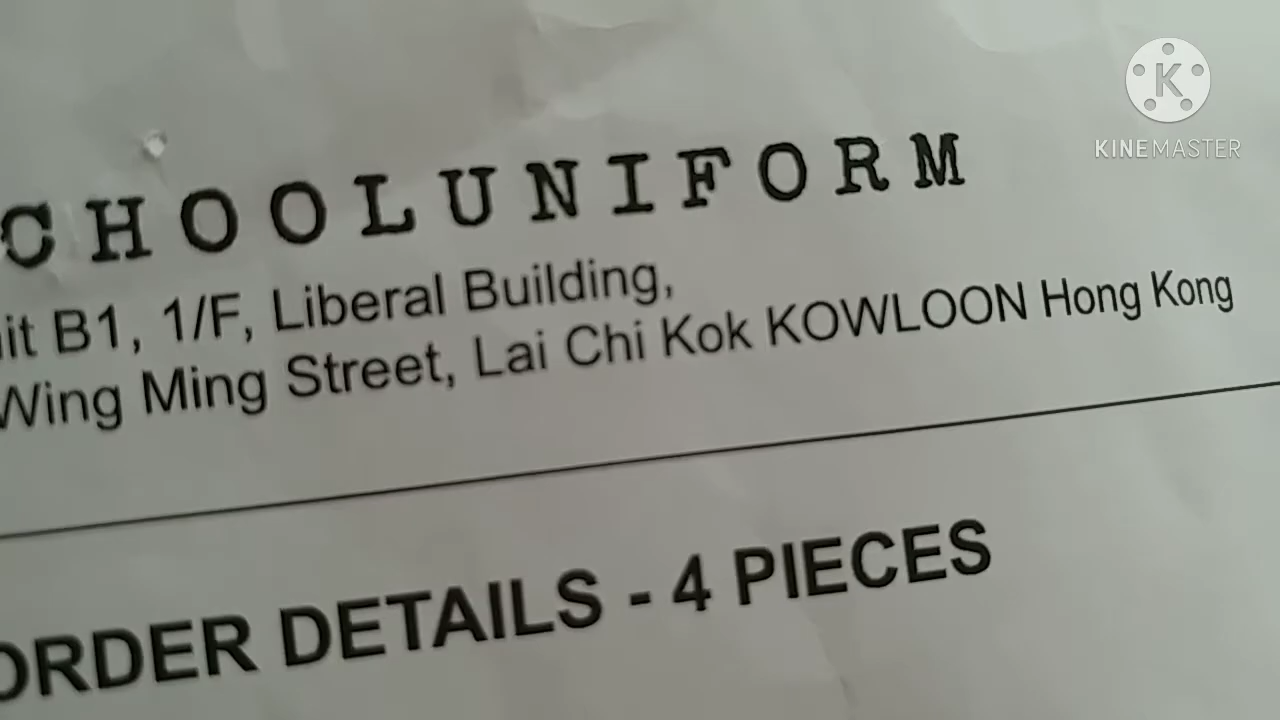 KINEMASTER
CHOOLUNIFORM
B1, 1/F, Liberal Building,
Wing Ming Street, Lai Chi Kok KOWLOON Hong Kong
ORDER DETAILS - 4 PIECES